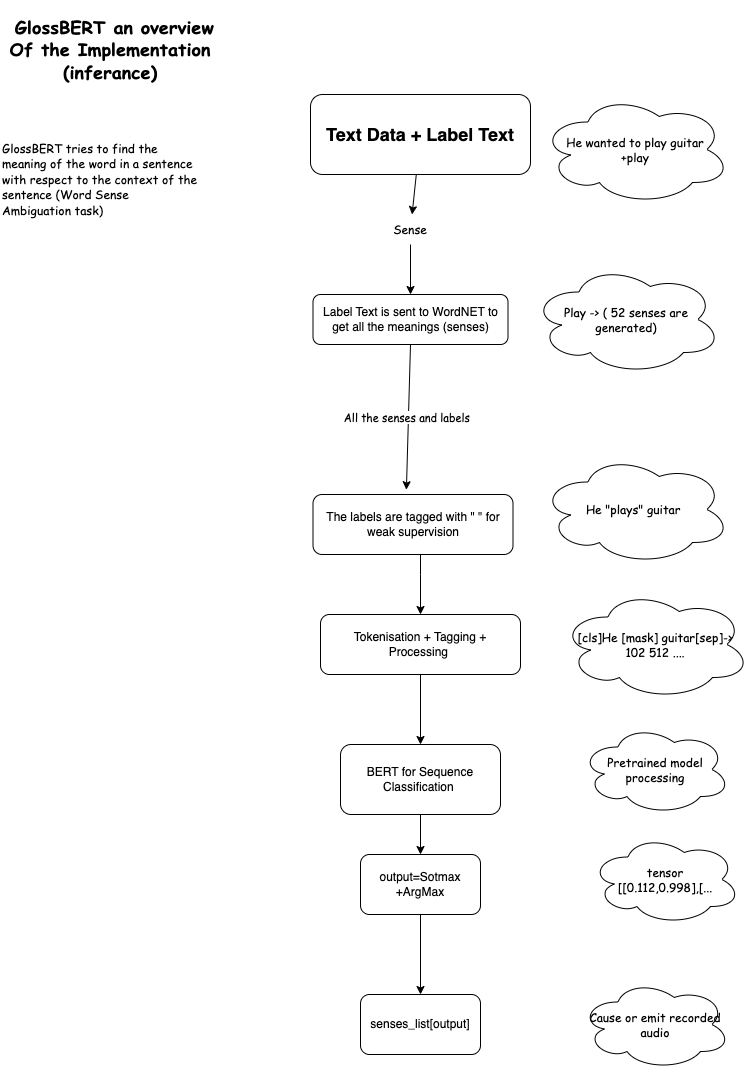 GlossBERT an overview
Of the Implementation
(inferance)
GlossBERT tries to find the
meaning of the word in a sentence
with respect to the context of the
sentence (Word Sense
Ambiguation task)
Text Data + Label Text
He wanted to play guitar
+play
Sense
Label Text is sent to WordNET to
get all the meanings (senses)
Play -> ( 52 senses are
generated)
All the senses and labels
The labels are tagged with " " for
weak supervision
He "plays" guitar
Tokenisation + Tagging +
Processing
[cls]He [mask] guitar[sep]->
102 512 ....
BERT for Sequence
Classification
Pretrained model
processing
output=Sotmax
+ArgMax
tensor
[[0.112,0.998],[...
senses_list[output]
Cause or emit recorded
audio